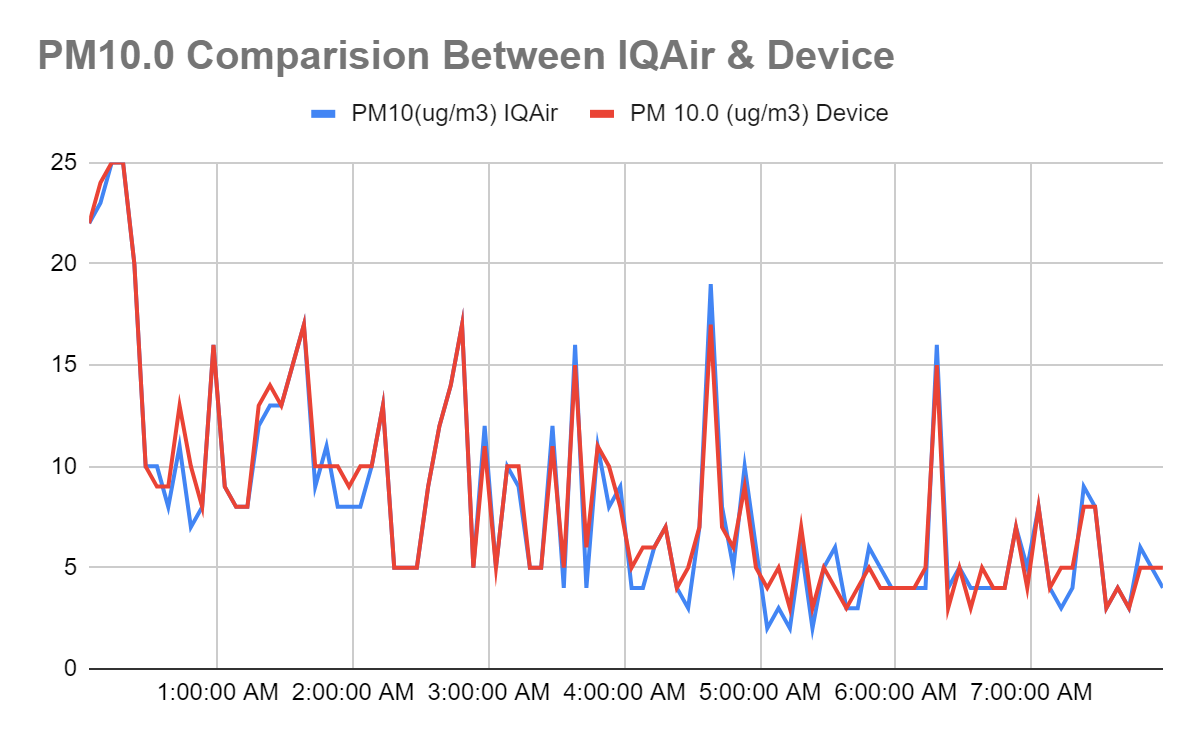 PM10.0 Comparision Between IQAir & Device
PM10(ug/m3) IQAir PM 10.0 (ug/m3) Device
25
20
15
10
5
0
1:00:00 AM 2:00:00 AM 3:00:00 AM 4:00:00 AM 5:00:00 AM 6:00:00 AM 7:00:00 AM